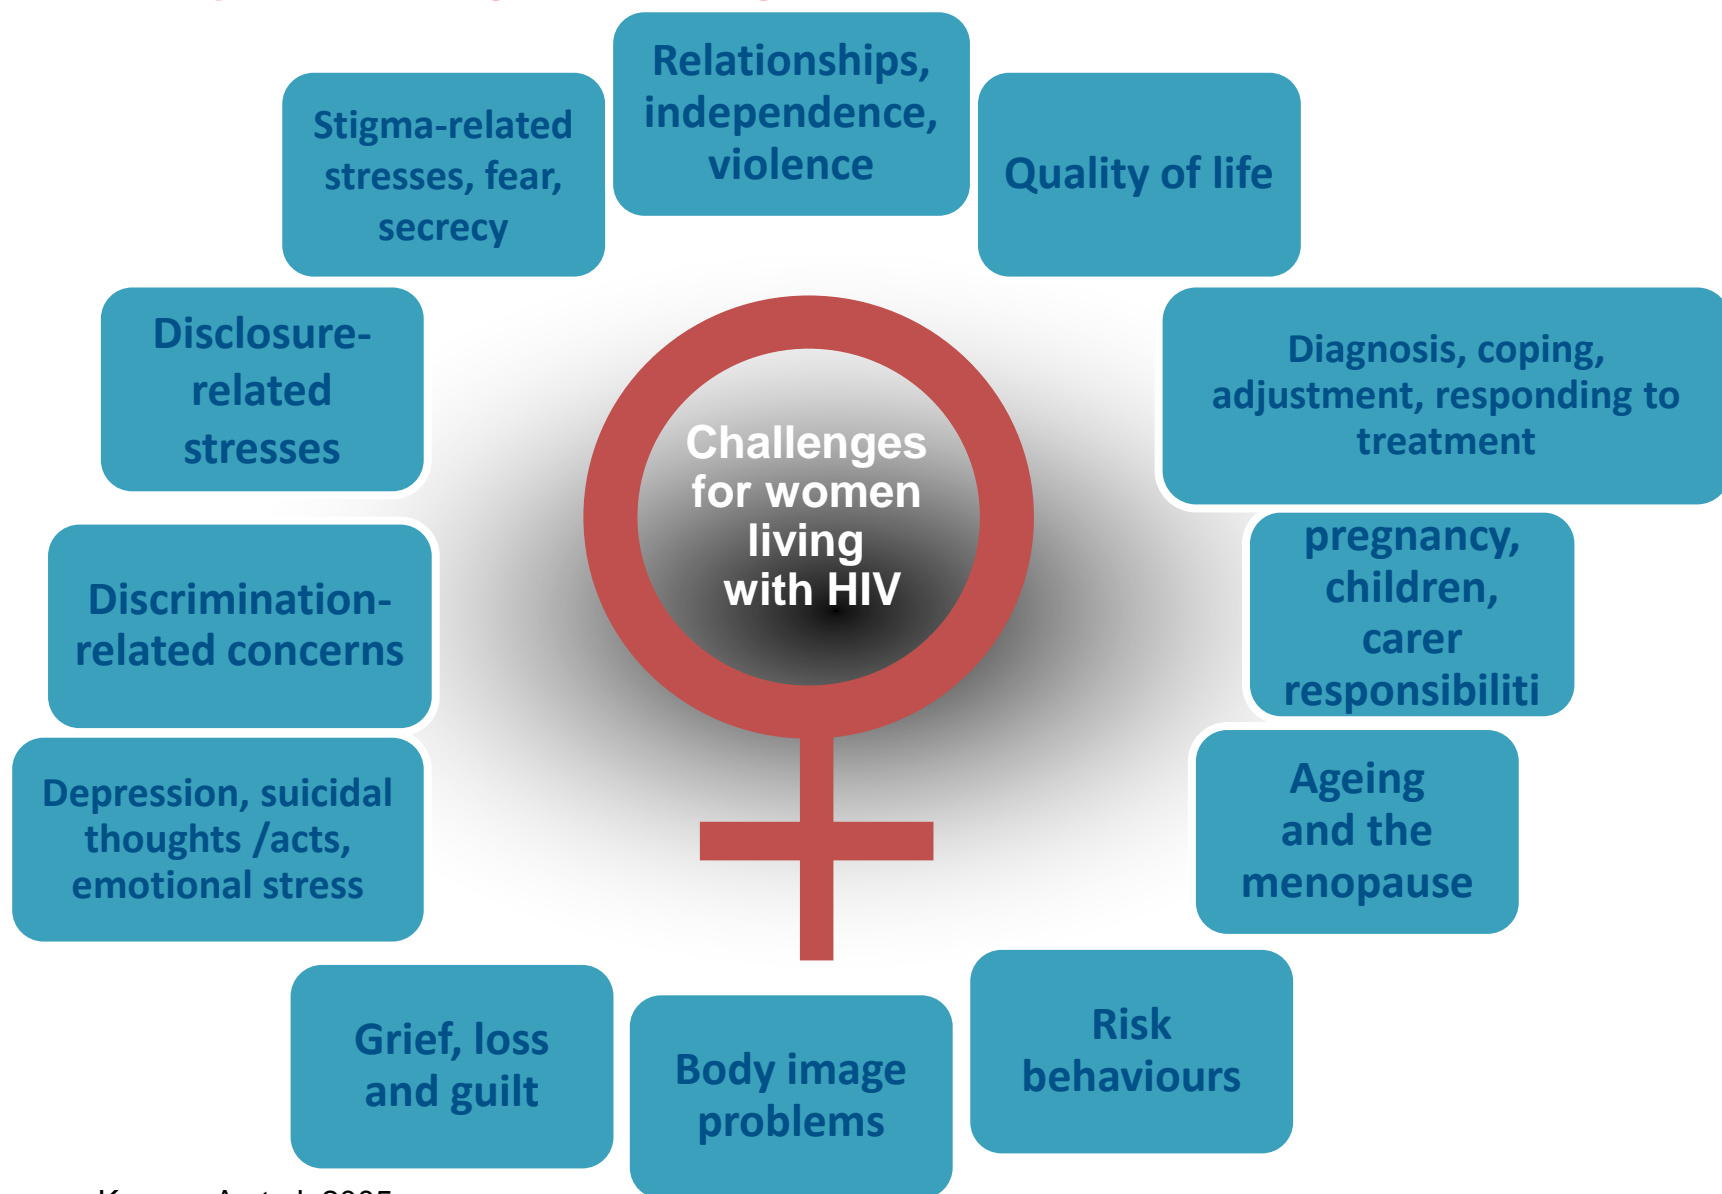 Relationships,
independence,
violence
Stigma-related
stresses, fear,
secrecy
Quality of life
Disclosure-
related
stresses
Diagnosis, coping,
adjustment, responding to
treatment
Challenges
for women
living
with HIV
Discrimination-
related concerns
pregnancy,
children,
carer
responsibiliti
Depression, suicidal
thoughts /acts,
emotional stress
Ageing
and the
menopause
Grief, loss
and guilt
Body image
problems
Risk
behaviours